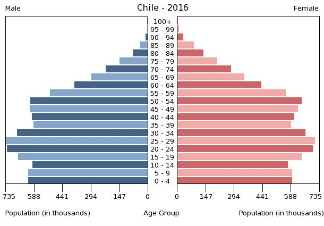 Male Chile - 2016 Female
100+
95 - 99
90 - 94
85 - 89
80 - 84
75 - 79
70 - 74
65 - 69
60 - 64
55 - 59
50 - 54
45 - 49
40 - 44
35 - 39
30 - 34
25 - 29
20 - 24
15 - 19
10 - 14
5 - 9
0 - 4
735 588 441 294 147 0 0 147 294 441 588 735
Population (in thousands) Age Group Population (in thousands)